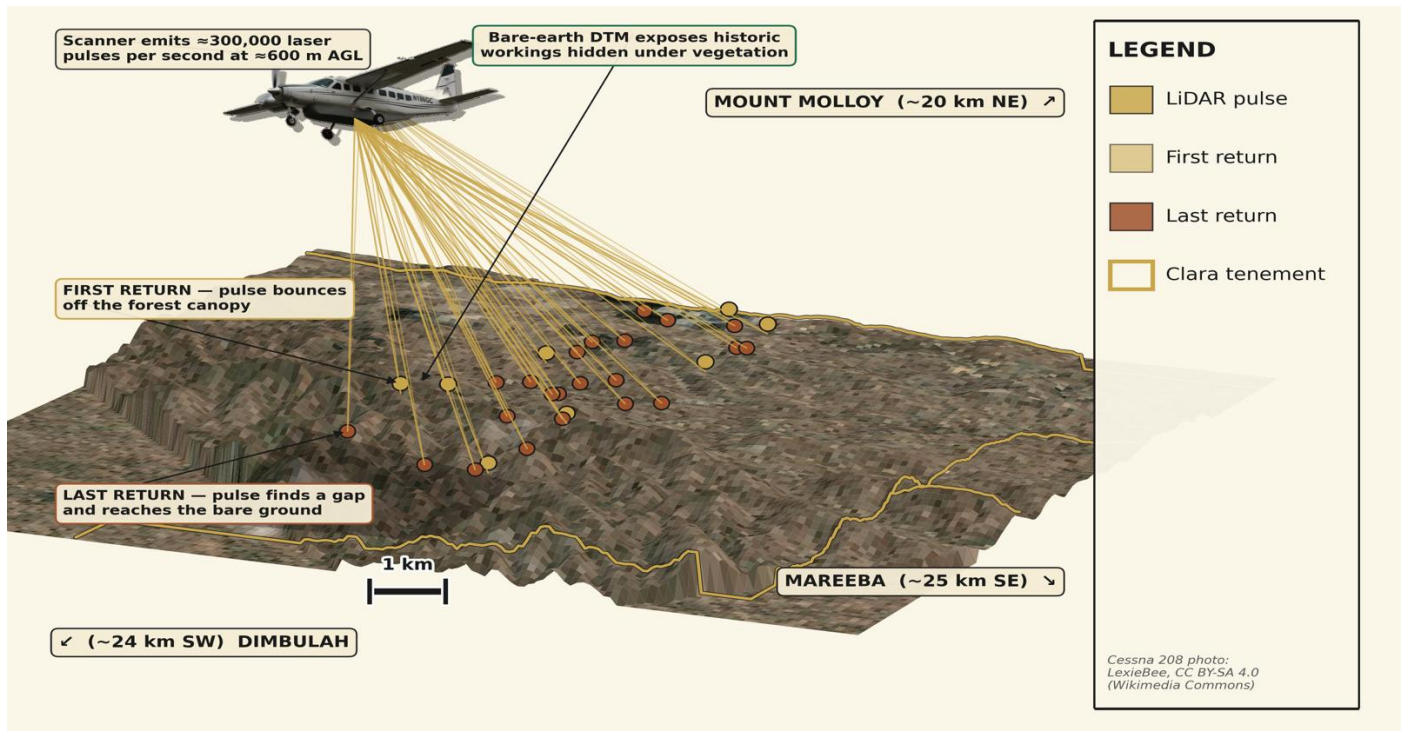 Scanner emits ≈300,000 laser
pulses per second at ≈600 m AGL
Bare-earth DTM exposes historic
workings hidden under vegetation
MOUNT MOLLOY (~20 km NE) ↗
FIRST RETURN — pulse bounces
off the forest canopy
LAST RETURN — pulse finds a gap
and reaches the bare ground
1 km
MAREEBA (~25 km SE) ↘
↙ (~24 km SW) DIMBULAH
LEGEND
LiDAR pulse
First return
Last return
Clara tenement
Cessna 208 photo:
LexieBee, CC BY-SA 4.0
(Wikimedia Commons)